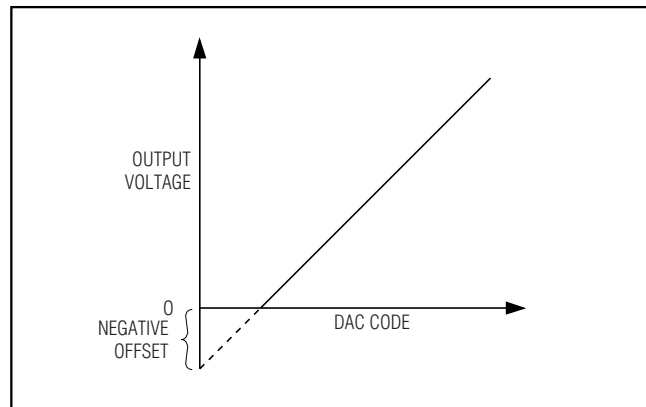 OUTPUT
VOLTAGE
0
NEGATIVE
OFFSET
DAC CODE